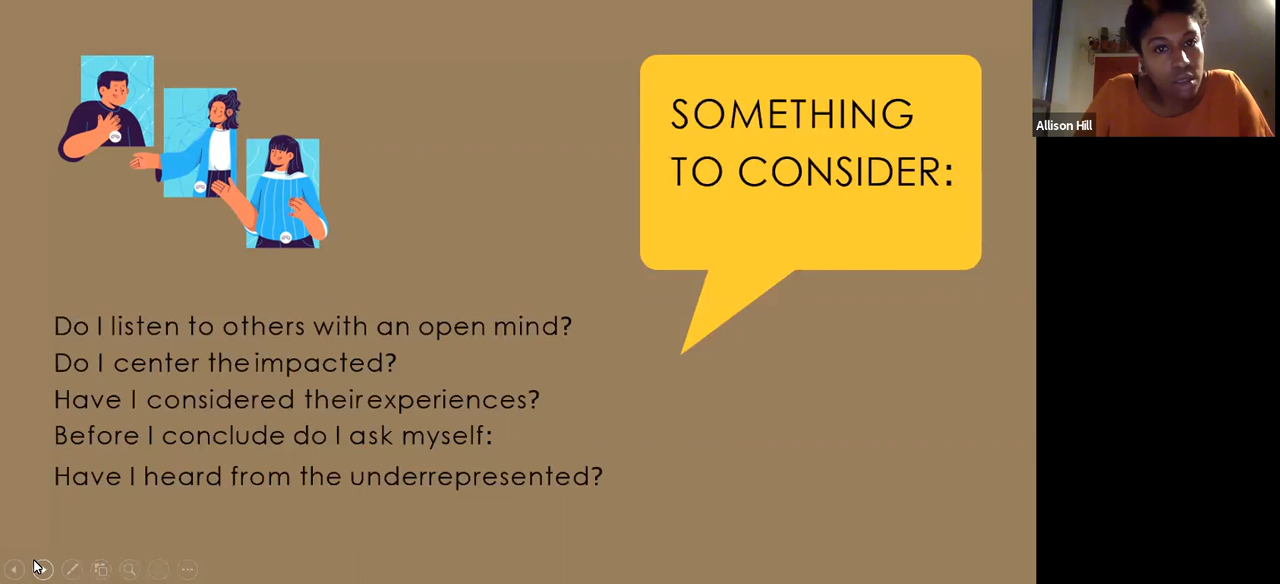 SOMETHING
TO CONSIDER:
Allison Hill
Do I listen to others with an open mind?
Do I center the impacted?
Have I considered their experiences?
Before I conclude do I ask myself:
Have I heard from the underrepresented?